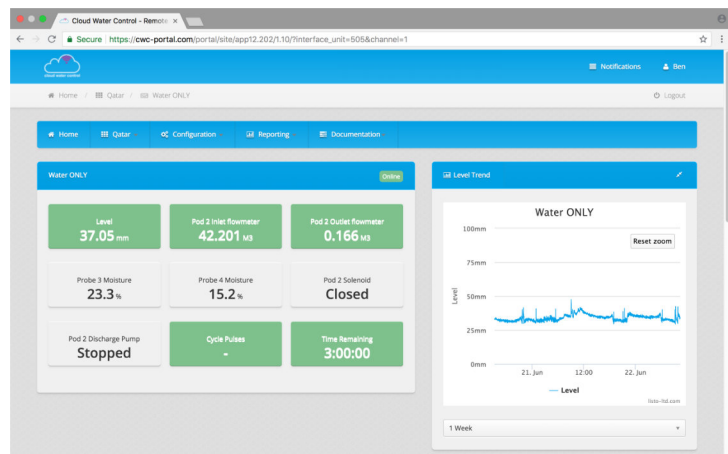 Cloud Water Control - Remote
Secure https://cwc-portal.com/portal/site/app12.202/1.10/?interface_unit=505&channel=1
cloud water control
Notifications Ben
Home / Qatar / Water ONLY Logout
Home Qatar Configuration Reporting Documentation
Water ONLY Online
Level
37.05 mm
Pod 2 Inlet flowmeter
42.201 M3
Pod 2 Outlet flowmeter
0.166 M3
Probe 3 Moisture
23.3 %
Probe 4 Moisture
15.2 %
Pod 2 Solenoid
Closed
Pod 2 Discharge Pump
Stopped
Cycle Pulses
-
Time Remaining
3:00:00
Level Trend
Water ONLY
Reset zoom
100mm
75mm
50mm
25mm
0mm
Level
21. Jun 12:00 22. Jun
Level
1 Week